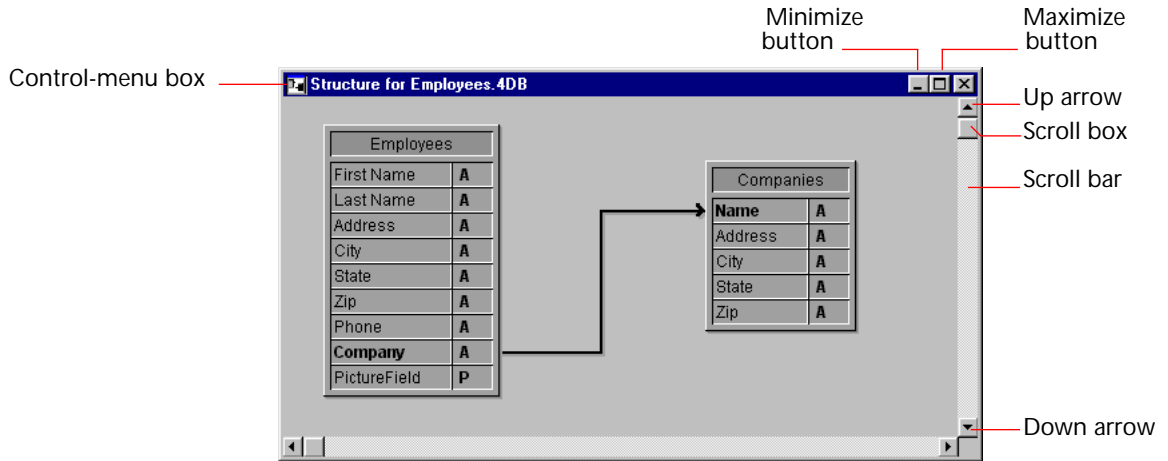 Minimize
button
Maximize
button
Control-menu box
Structure for Employees.4DB
Up arrow
Scroll box
Scroll bar
Employees
First Name A
Last Name A
Address A
City A
State A
Zip A
Phone A
Company A
PictureField P
Companies
Name A
Address A
City A
State A
Zip A
Down arrow